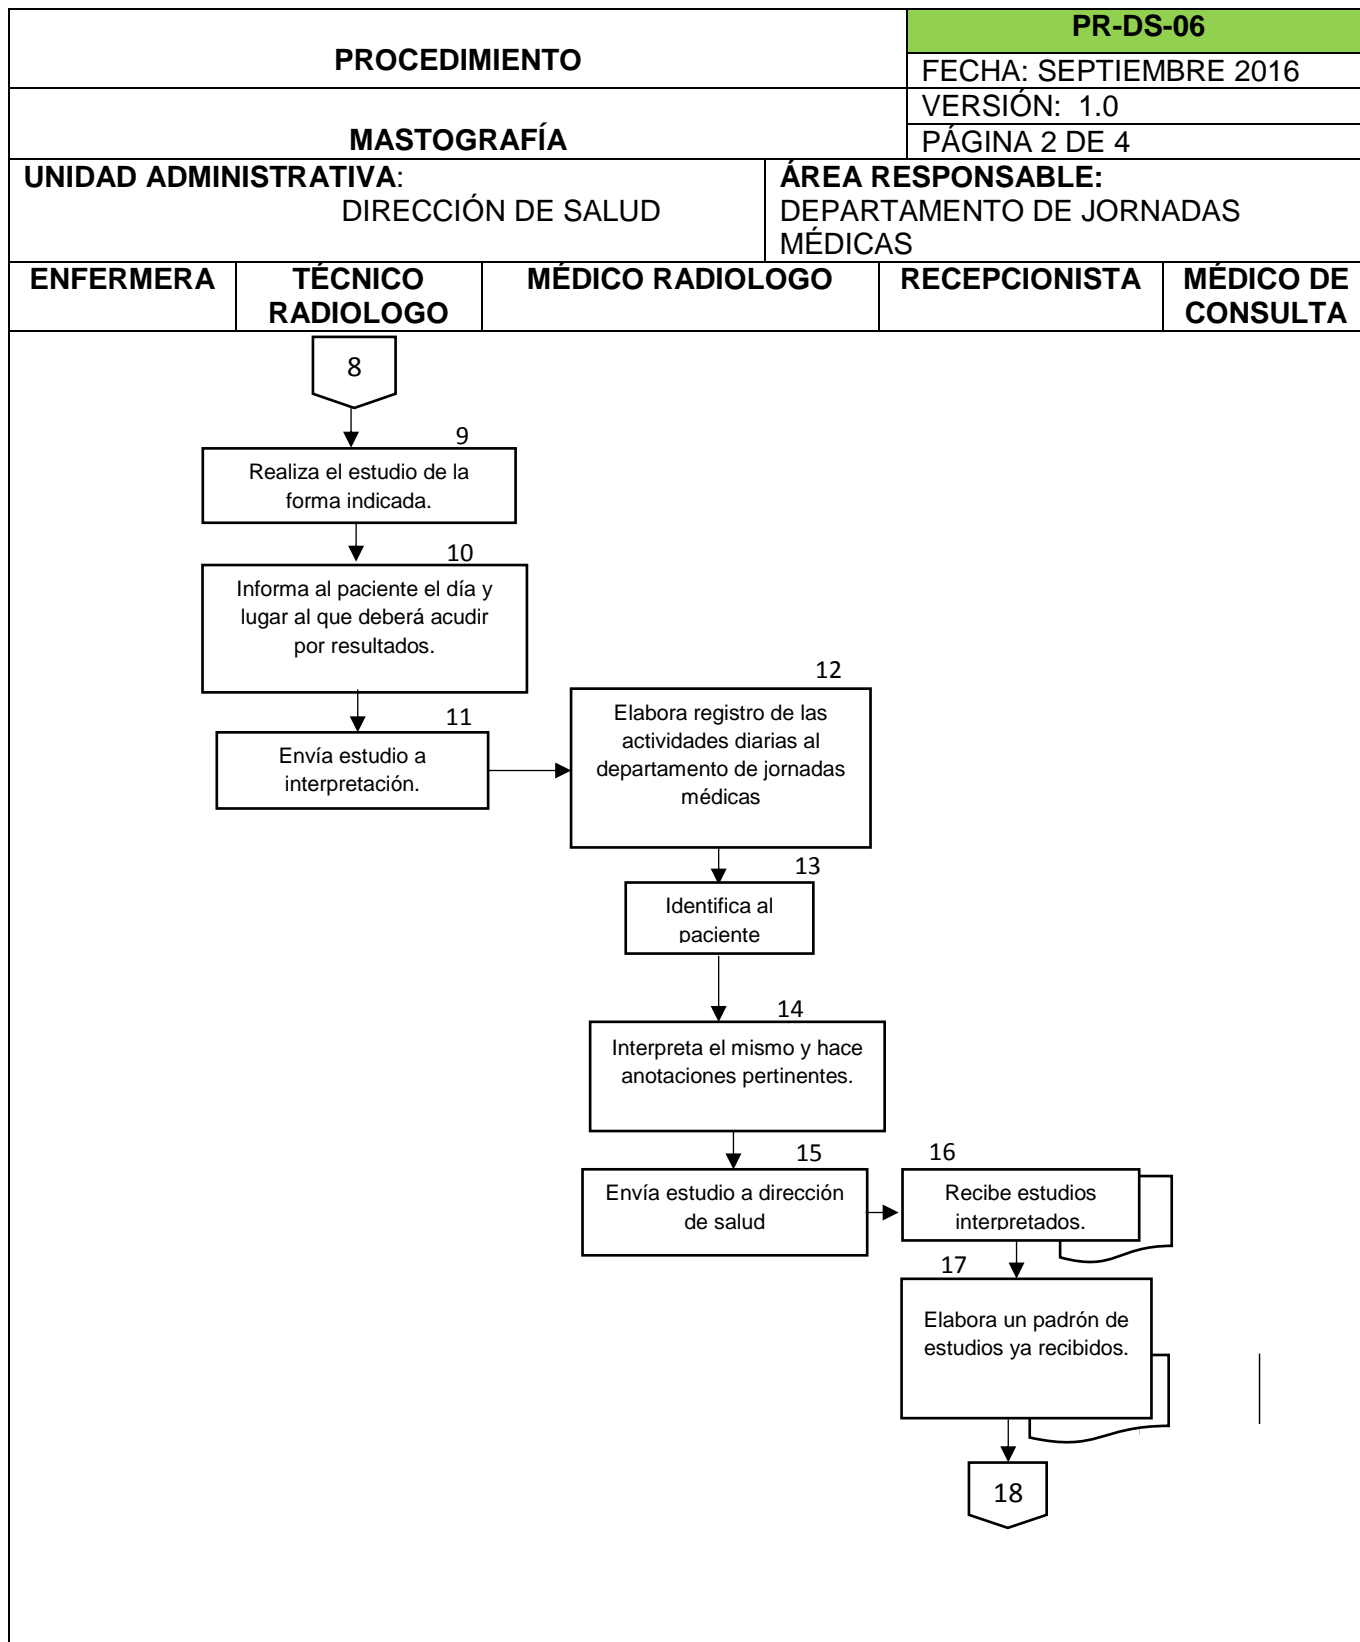 PROCEDIMIENTO
PR-DS-06
FECHA: SEPTIEMBRE 2016
MASTOGRAFÍA
VERSIÓN: 1.0
PÁGINA 2 DE 4
UNIDAD ADMINISTRATIVA:
DIRECCIÓN DE SALUD
ÁREA RESPONSABLE:
DEPARTAMENTO DE JORNADAS
MÉDICAS
ENFERMERA
TÉCNICO
RADIOLOGO
MÉDICO RADIOLOGO
RECEPCIONISTA
MÉDICO DE
CONSULTA
8
9
Realiza el estudio de la
forma indicada.
10
Informa al paciente el día y
lugar al que deberá acudir
por resultados.
11
Envía estudio a
interpretación.
12
Elabora registro de las
actividades diarias al
departamento de jornadas
médicas
13
Identifica al
paciente
14
Interpreta el mismo y hace
anotaciones pertinentes.
15
Envía estudio a dirección
de salud
16
Recibe estudios
interpretados.
17
Elabora un padrón de
estudios ya recibidos.
18